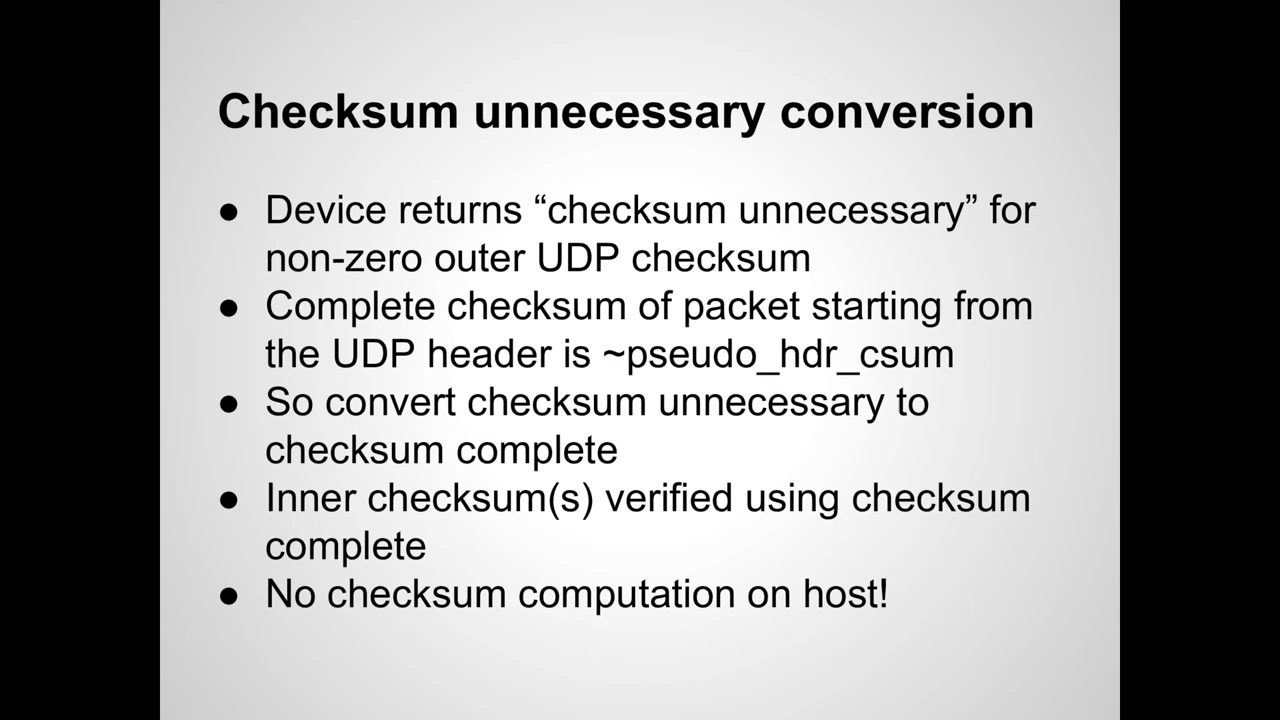 Checksum unnecessary conversion
● Device returns “checksum unnecessary” for
non-zero outer UDP checksum
● Complete checksum of packet starting from
the UDP header is ~pseudo_hdr_csum
● So convert checksum unnecessary to
checksum complete
● Inner checksum(s) verified using checksum
complete
● No checksum computation on host!